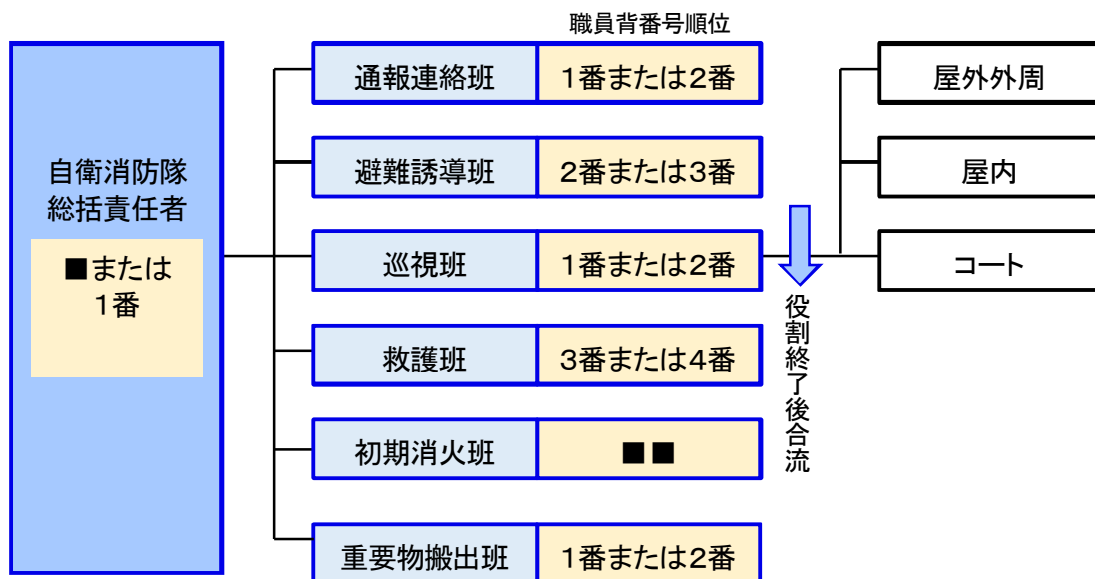 職員背番号順位
自衛消防隊
総括責任者
■または
1番
通報連絡班 1番または2番
避難誘導班 2番または3番
巡視班 1番または2番
救護班 3番または4番
初期消火班 ■■
重要物搬出班 1番または2番
役割終了後合流
屋外外周
屋内
コート